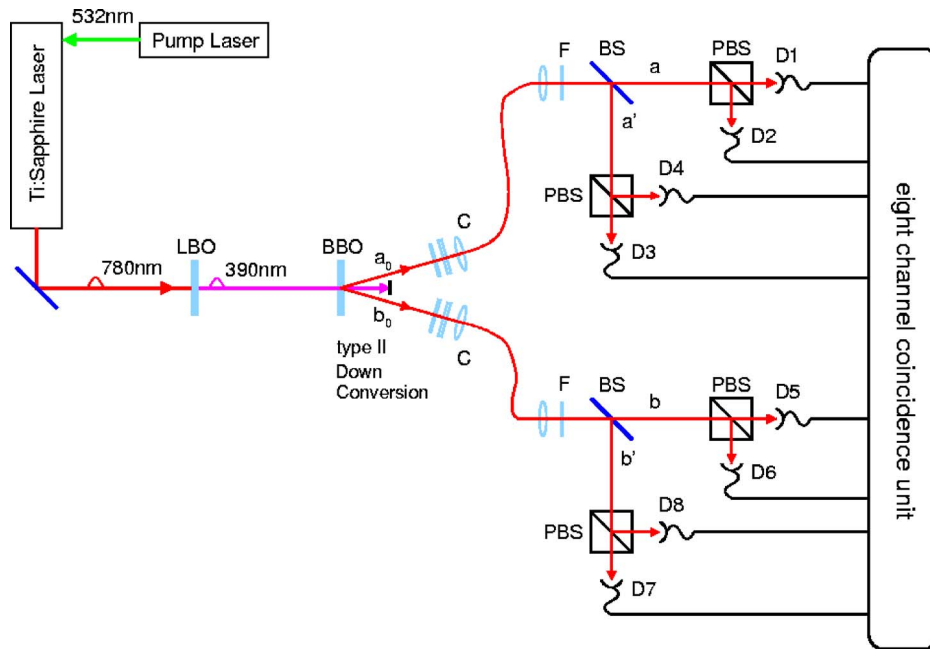 532nm
Pump Laser
Ti:Sapphire Laser
LBO
780nm
390nm
BBO
a₀
b₀
type II
Down
Conversion
C
C
F
BS
a
a'
PBS
D1
D2
PBS
D4
D3
F
BS
b
b'
PBS
D5
D6
PBS
D8
D7
eight channel coincidence unit